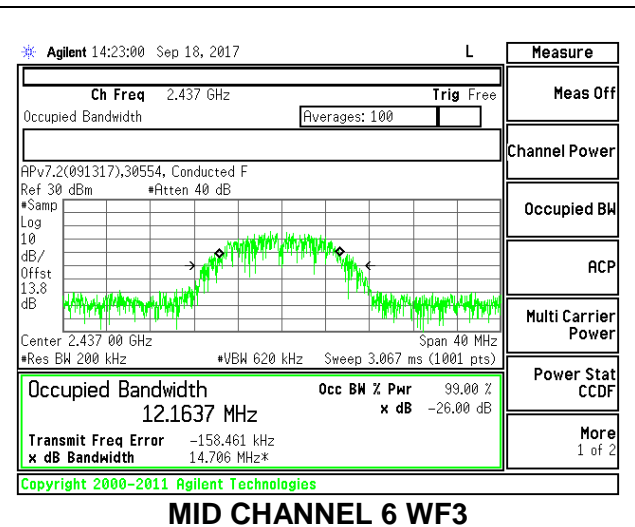 Agilent 14:23:00 Sep 18, 2017 L
Measure
Ch Freq 2.437 GHz Trig Free
Meas Off
Occupied Bandwidth Averages: 100
Channel Power
APv7.2(091317),30554, Conducted F
Ref 30 dBm #Atten 40 dB
#Samp
Log
10
dB/
Offst
13.8
dB
Occupied BW
ACP
Multi Carrier
Power
Center 2.437 00 GHz Span 40 MHz
#Res BW 200 kHz #VBW 620 kHz Sweep 3.067 ms (1001 pts)
Power Stat
CCDF
Occupied Bandwidth Occ BW % Pwr 99.00 %
12.1637 MHz x dB -26.00 dB
Transmit Freq Error -158.461 kHz
x dB Bandwidth 14.706 MHz*
More
1 of 2
Copyright 2000-2011 Agilent Technologies
MID CHANNEL 6 WF3